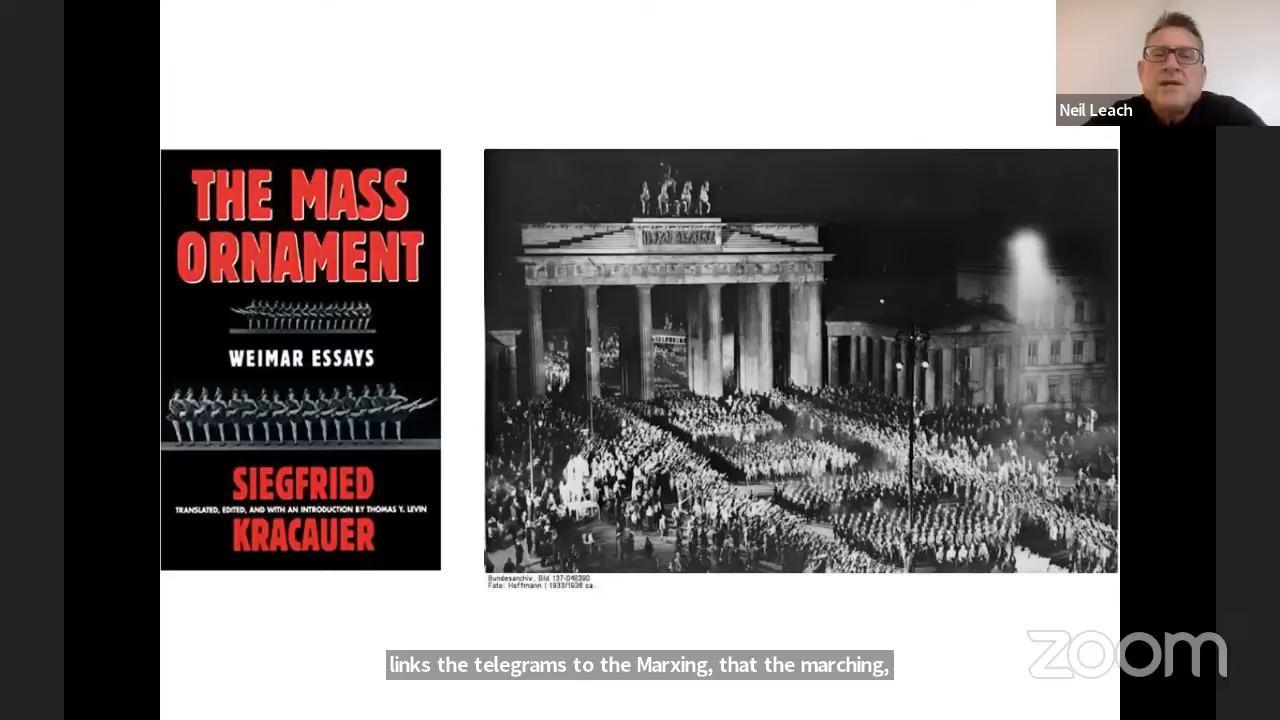 Neil Leach
THE MASS
ORNAMENT
WEIMAR ESSAYS
SIEGFRIED
TRANSLATED, EDITED, AND WITH AN INTRODUCTION BY THOMAS Y. LEVIN
KRACAUER
Bundesarchiv, Bild 137-048390
Foto: Hoffmann | 1933/1936 ca.
links the telegrams to the Marxing, that the marching,
zoom